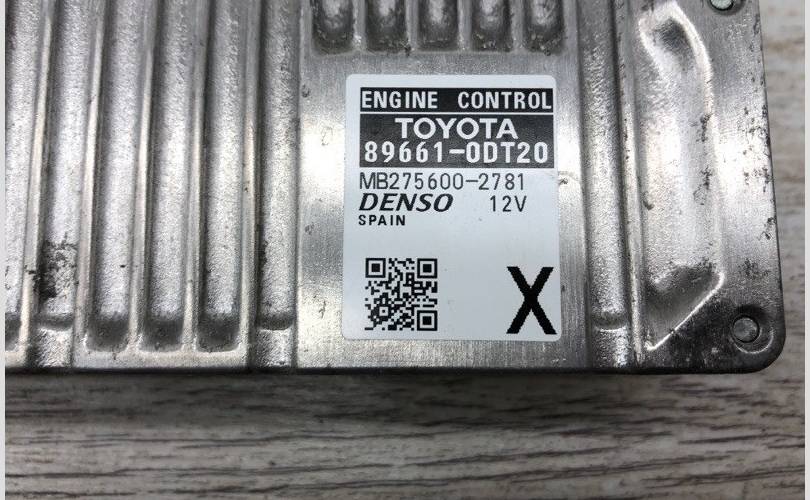 ENGINE CONTROL
TOYOTA
89661-0DT20
MB275600-2781
DENSO 12V
SPAIN
X